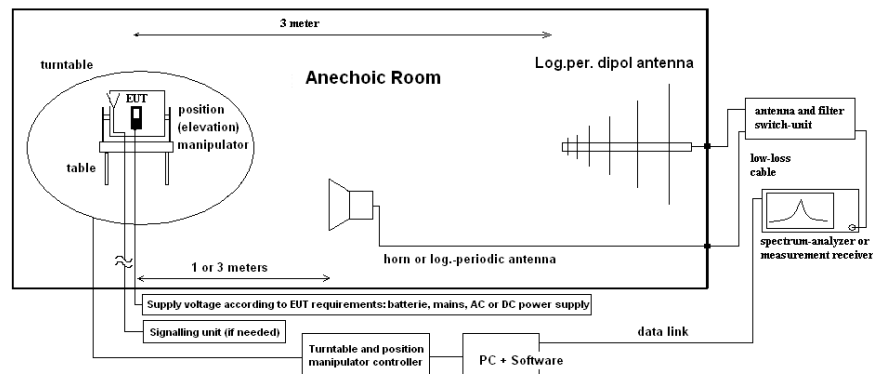 3 meter
turntable
Anechoic Room
Log.per. dipol antenna
EUT
position
(elevation)
manipulator
table
antenna and filter
switch-unit
low-loss
cable
spectrum-analyzer or
measurement receiver
horn or log.-periodic antenna
1 or 3 meters
Supply voltage according to EUT requirements: batterie, mains, AC or DC power supply
Signalling unit (if needed)
data link
Turntable and position
manipulator controller
PC + Software